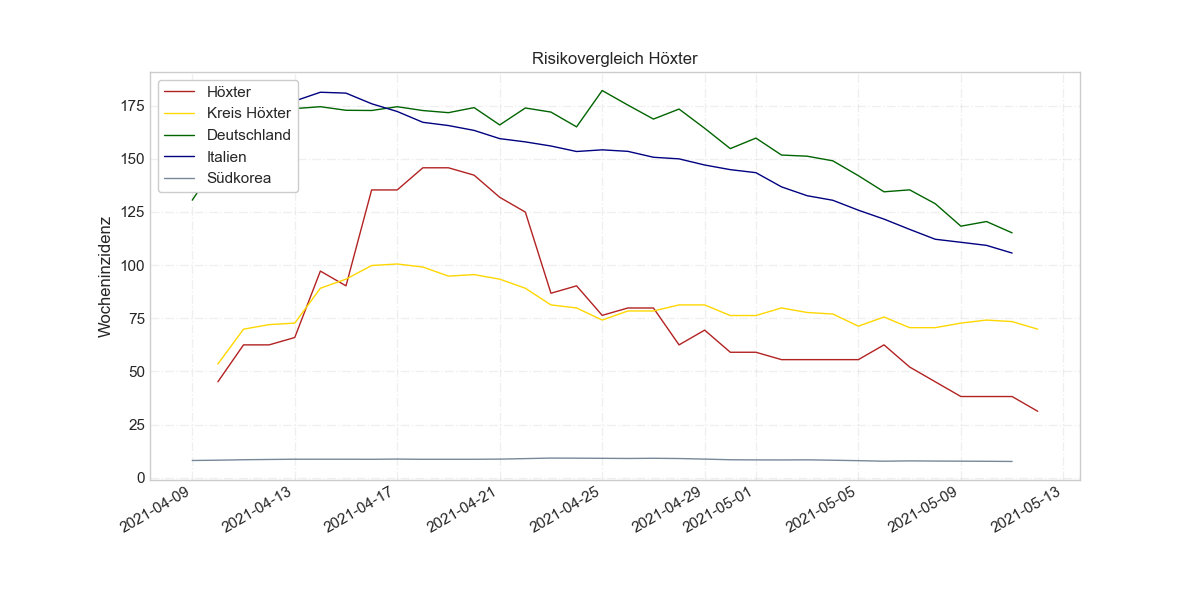 Risikovergleich Höxter
Höxter
Kreis Höxter
Deutschland
Italien
Südkorea
Wocheninzidenz
175
150
125
100
75
50
25
0
2021-04-09
2021-04-13
2021-04-17
2021-04-21
2021-04-25
2021-04-29
2021-05-01
2021-05-05
2021-05-09
2021-05-13